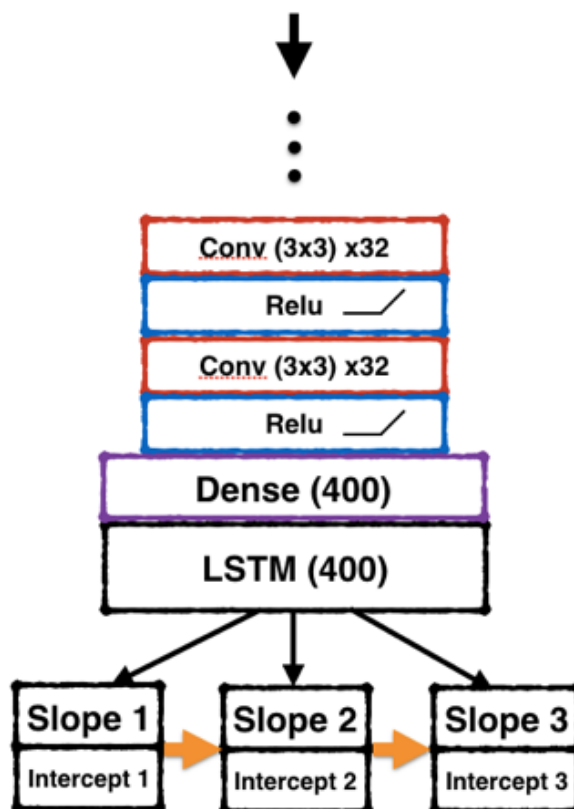 Conv (3x3) x32
Relu
Conv (3x3) x32
Relu
Dense (400)
LSTM (400)
Slope 1 Slope 2 Slope 3
Intercept 1 Intercept 2 Intercept 3